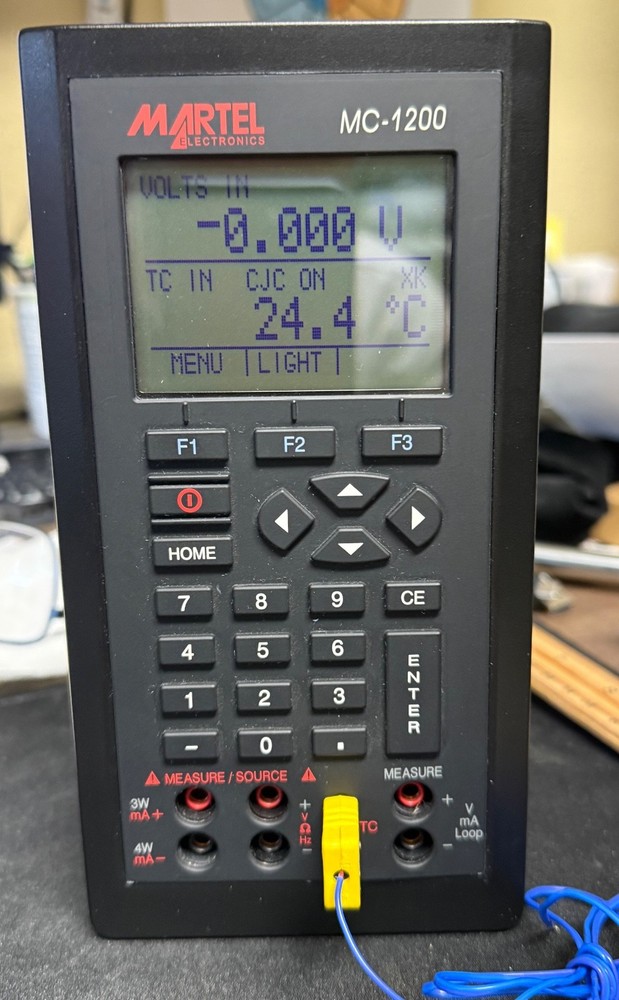 MARTEL
ELECTRONICS
MC-1200
VOLTS IN
-0.000 V
TC IN CJC ON XK
24.4 °C
MENU |LIGHT |
F1 F2 F3
HOME
7 8 9 CE
4 5 6
1 2 3
ENTER
- 0 .
⚠ MEASURE / SOURCE ⚠ MEASURE
3W
mA+
+
V
Ω
Hz
-
4W
mA-
TC
+
V
mA
Loop
-